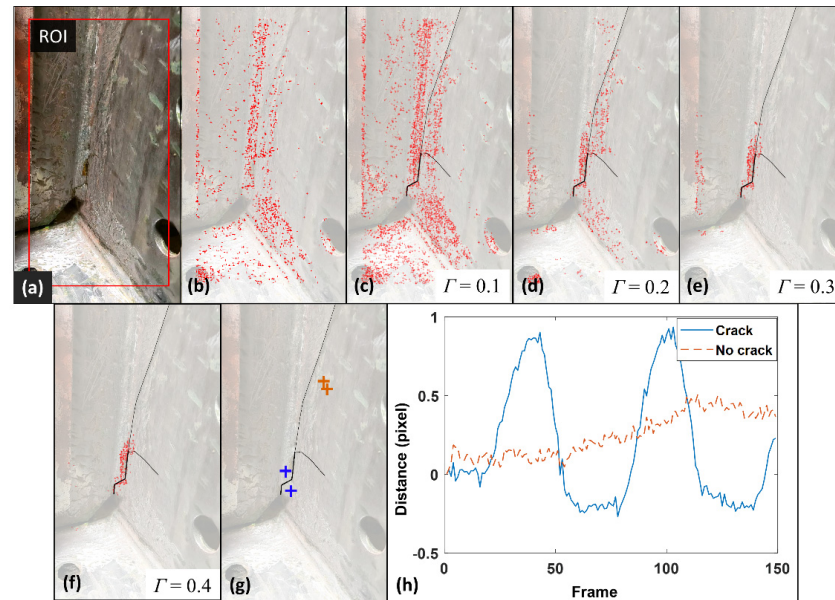 ROI
(a)
(b)
(c)
Γ = 0.1
(d)
Γ = 0.2
(e)
Γ = 0.3
(f)
Γ = 0.4
(g)
(h)
Distance (pixel)
1
0.5
0
-0.5
Crack
No crack
0
50
100
150
Frame